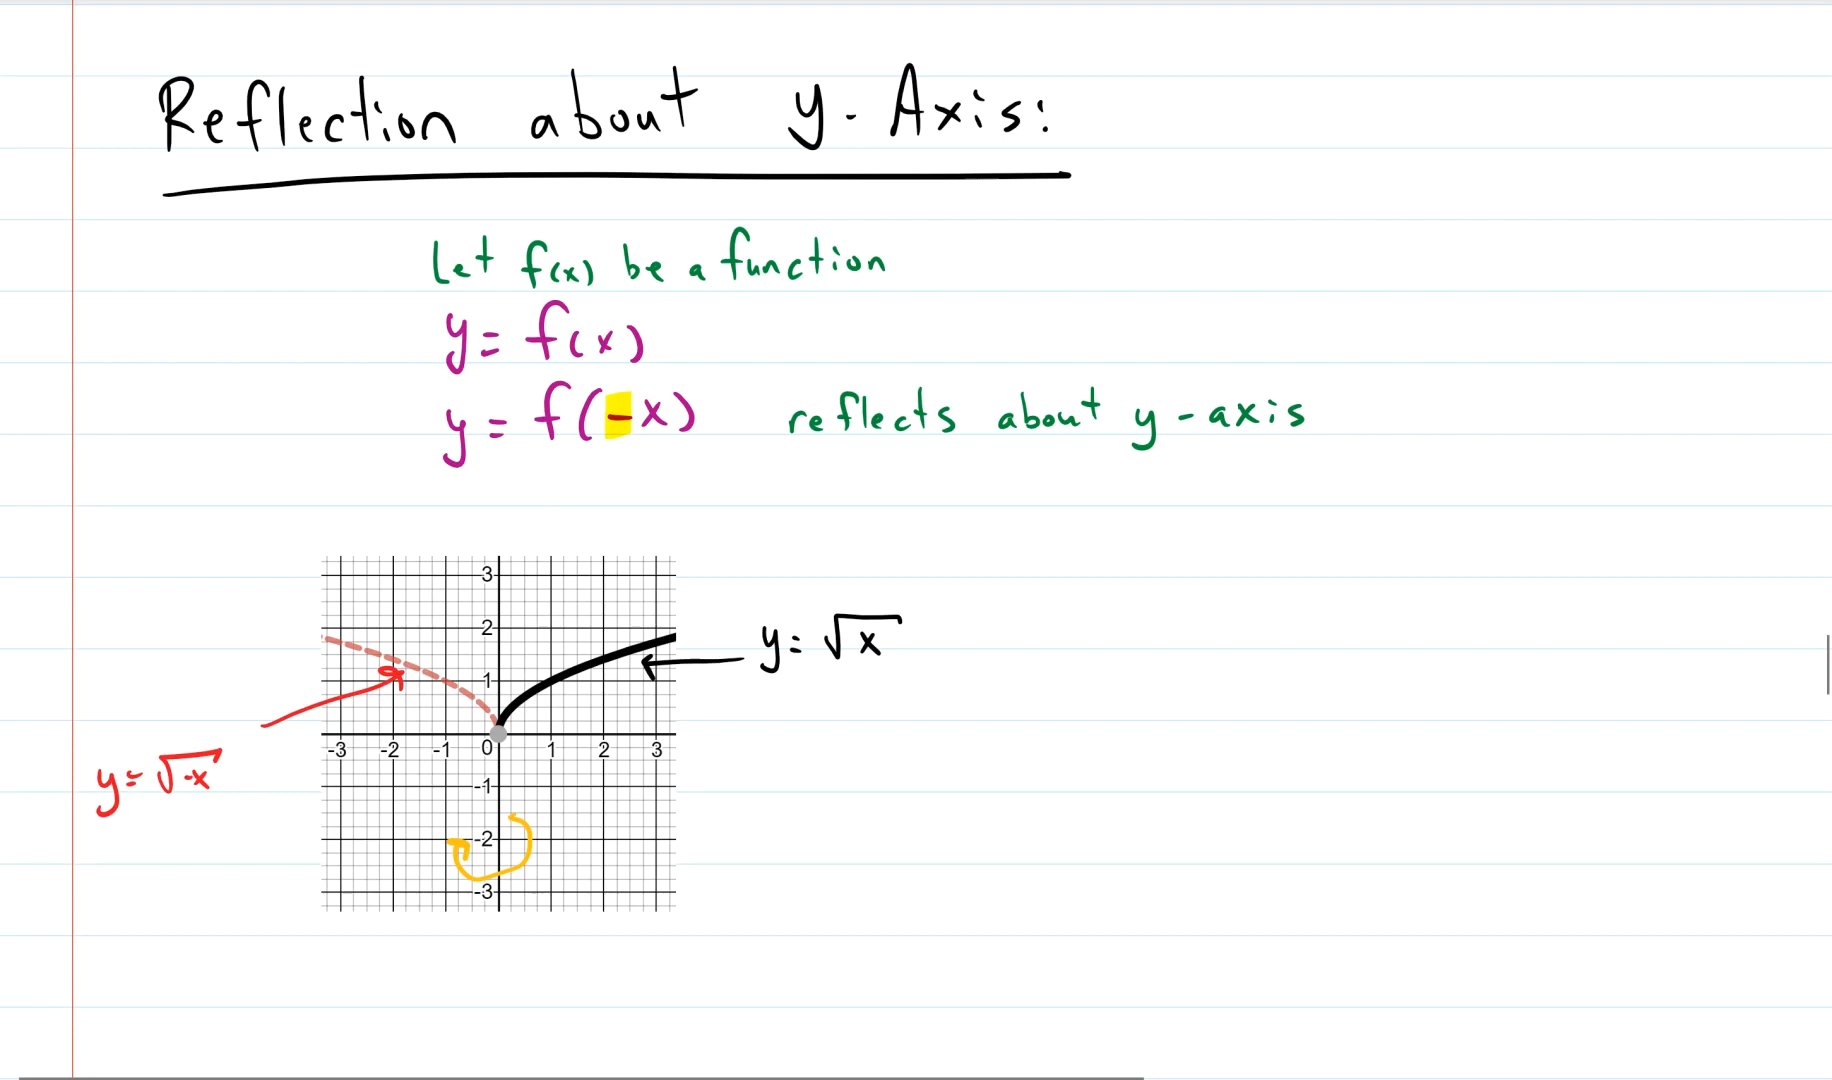 Reflection about y-Axis:
Let f(x) be a function
y = f(x)
y = f(-x) reflects about y-axis
3
2
y = √x
1
-3 -2 -1 0 1 2 3
y = √-x
-1
-2
-3